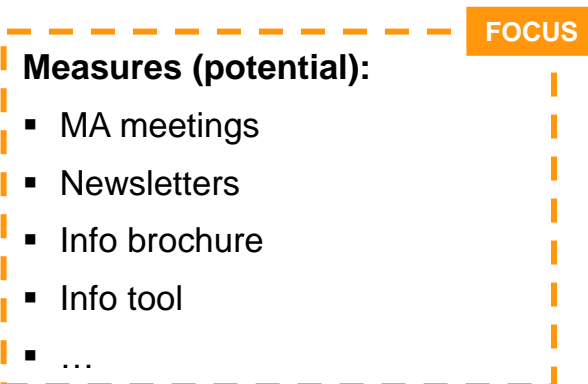 FOCUS
Measures (potential):
▪ MA meetings
▪ Newsletters
▪ Info brochure
▪ Info tool
▪ …